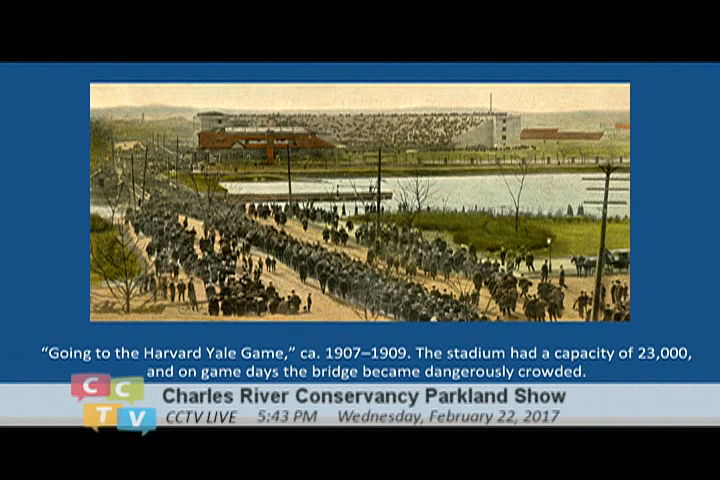 “Going to the Harvard Yale Game,” ca. 1907–1909. The stadium had a capacity of 23,000,
and on game days the bridge became dangerously crowded.
CCTV
Charles River Conservancy Parkland Show
CCTV LIVE 5:43 PM Wednesday, February 22, 2017